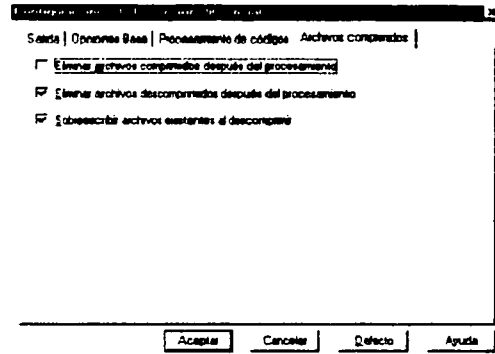 Salida Opciones Base Procesamiento de códigos Archivos comprimidos
Eliminar archivos comprimidos después del procesamiento
Eliminar archivos descomprimidos después del procesamiento
Sobreescribir archivos existentes al descomprimir
Aceptar Cancelar Defecto Ayuda